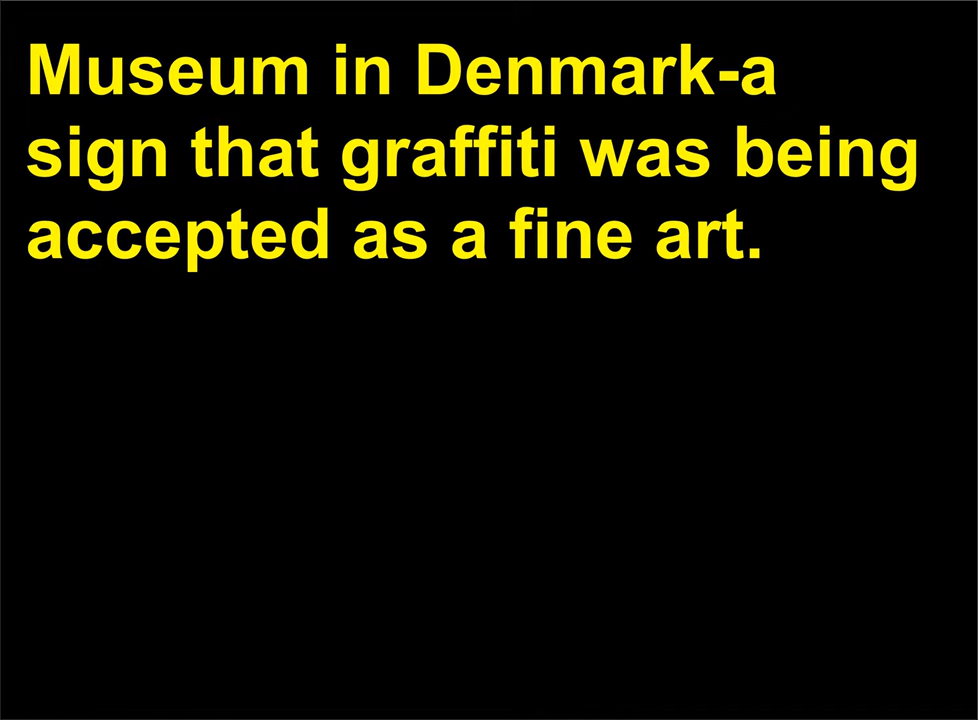 Museum in Denmark-a
sign that graffiti was being
accepted as a fine art.